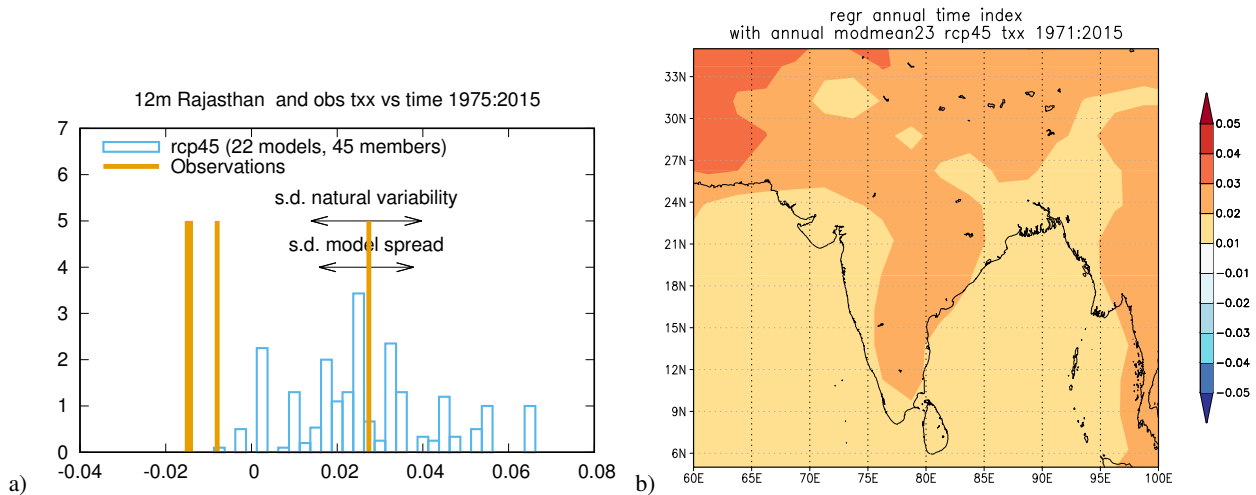 12m Rajasthan and obs txx vs time 1975:2015
7
6
5
4
3
2
1
0
rcp45 (22 models, 45 members)
Observations
s.d. natural variability
s.d. model spread
-0.04 -0.02 0 0.02 0.04 0.06 0.08
a)
regr annual time index
with annual modmean23 rcp45 txx 1971:2015
33N
30N
27N
24N
21N
18N
15N
12N
9N
6N
60E 65E 70E 75E 80E 85E 90E 95E 100E
0.05
0.04
0.03
0.02
0.01
-0.01
-0.02
-0.03
-0.04
-0.05
b)